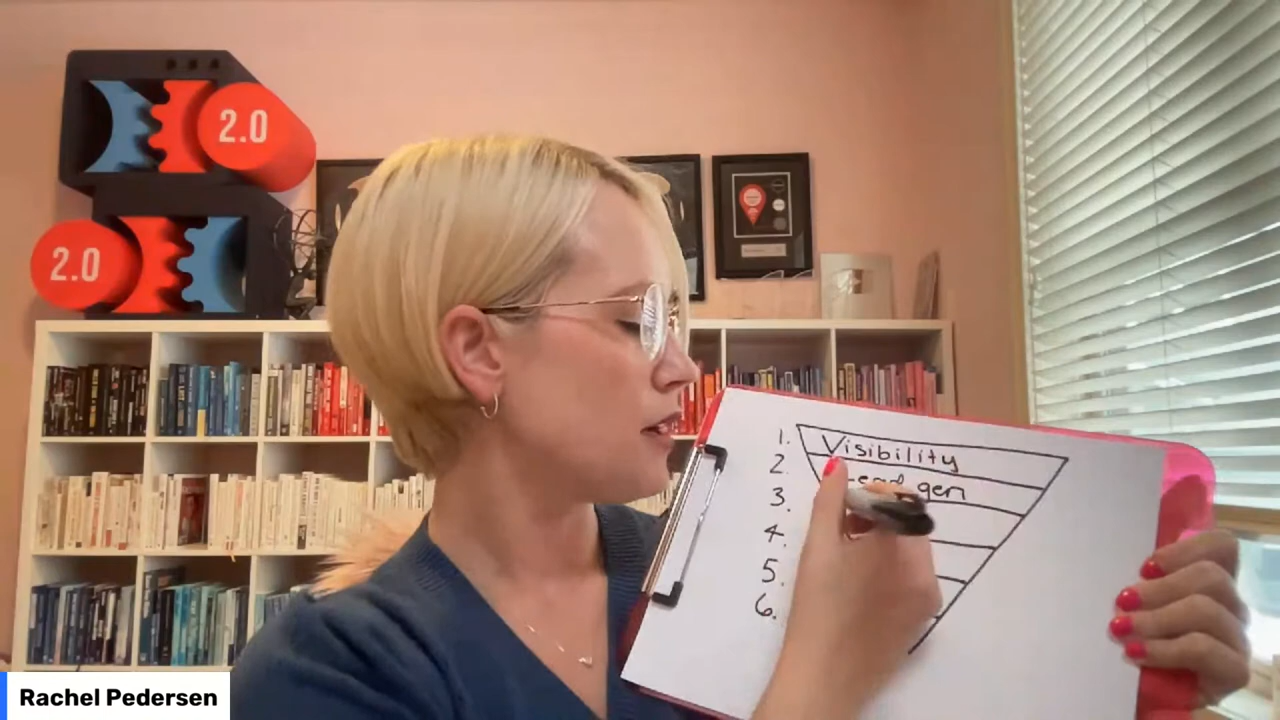 2.0
2.0
1. Visibility
2. Lead gen
3.
4.
5.
6.
Rachel Pedersen